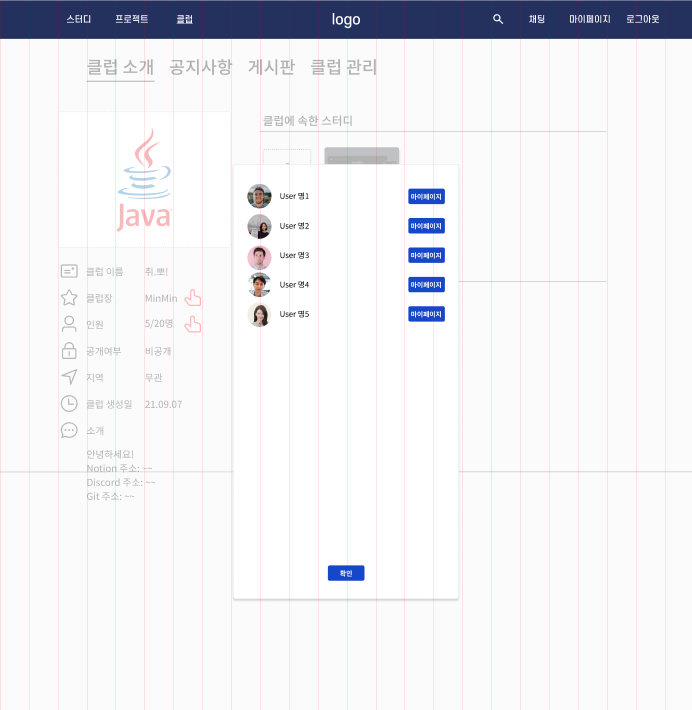 스터디 프로젝트 클럽 logo 채팅 마이페이지 로그아웃
클럽 소개 공지사항 게시판 클럽 관리
클럽에 속한 스터디
Java
클럽 이름 쥐.뽀!
클럽장 MinMin
인원 5/20명
공개여부 비공개
지역 무관
클럽 생성일 21.09.07
소개
안녕하세요!
Notion 주소: ~~
Discord 주소: ~~
Git 주소: ~~
User 명1 마이페이지
User 명2 마이페이지
User 명3 마이페이지
User 명4 마이페이지
User 명5 마이페이지
확인